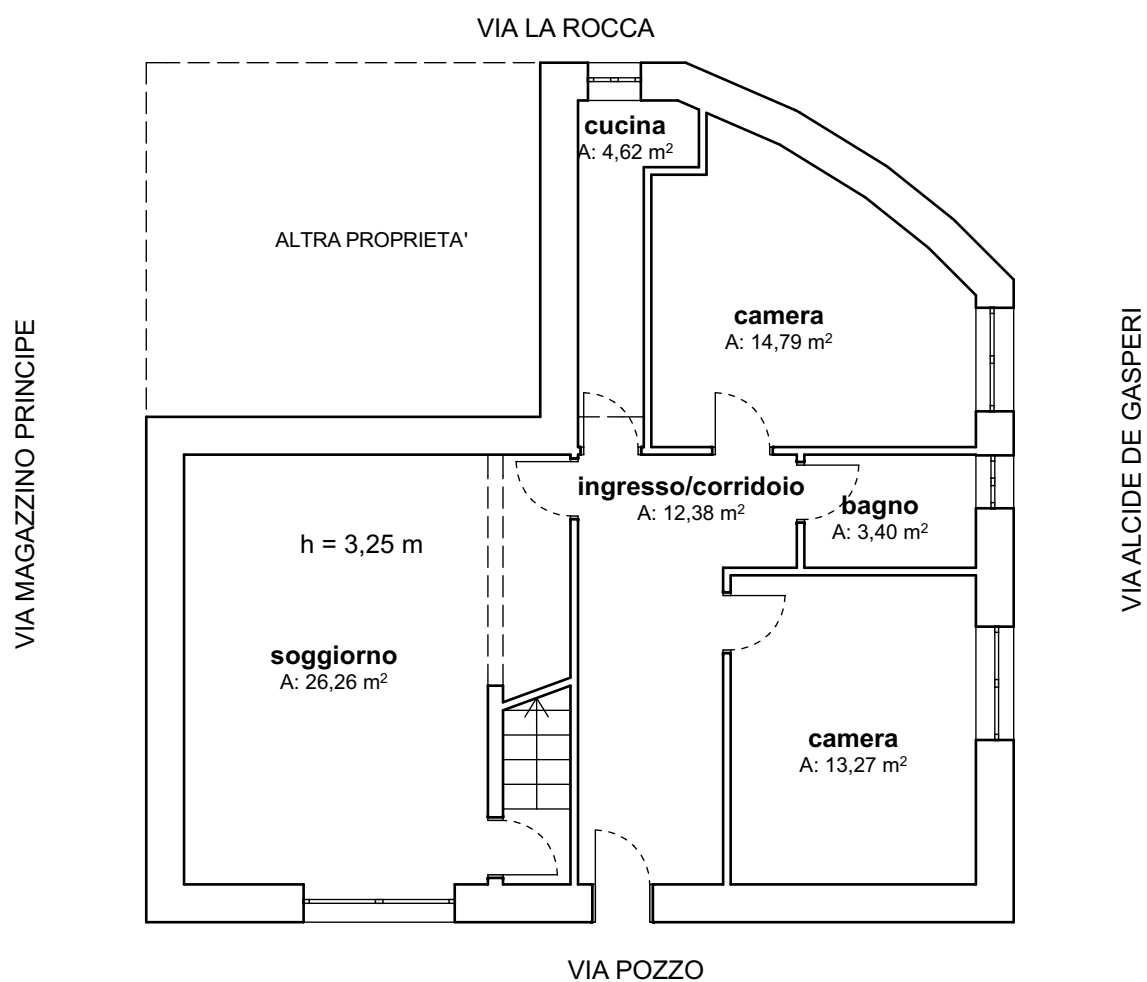 VIA LA ROCCA
cucina
A: 4,62 m²
ALTRA PROPRIETA'
camera
A: 14,79 m²
VIA MAGAZZINO PRINCIPE
VIA ALCIDE DE GASPERI
ingresso/corridoio
A: 12,38 m²
bagno
A: 3,40 m²
h = 3,25 m
soggiorno
A: 26,26 m²
camera
A: 13,27 m²
VIA POZZO